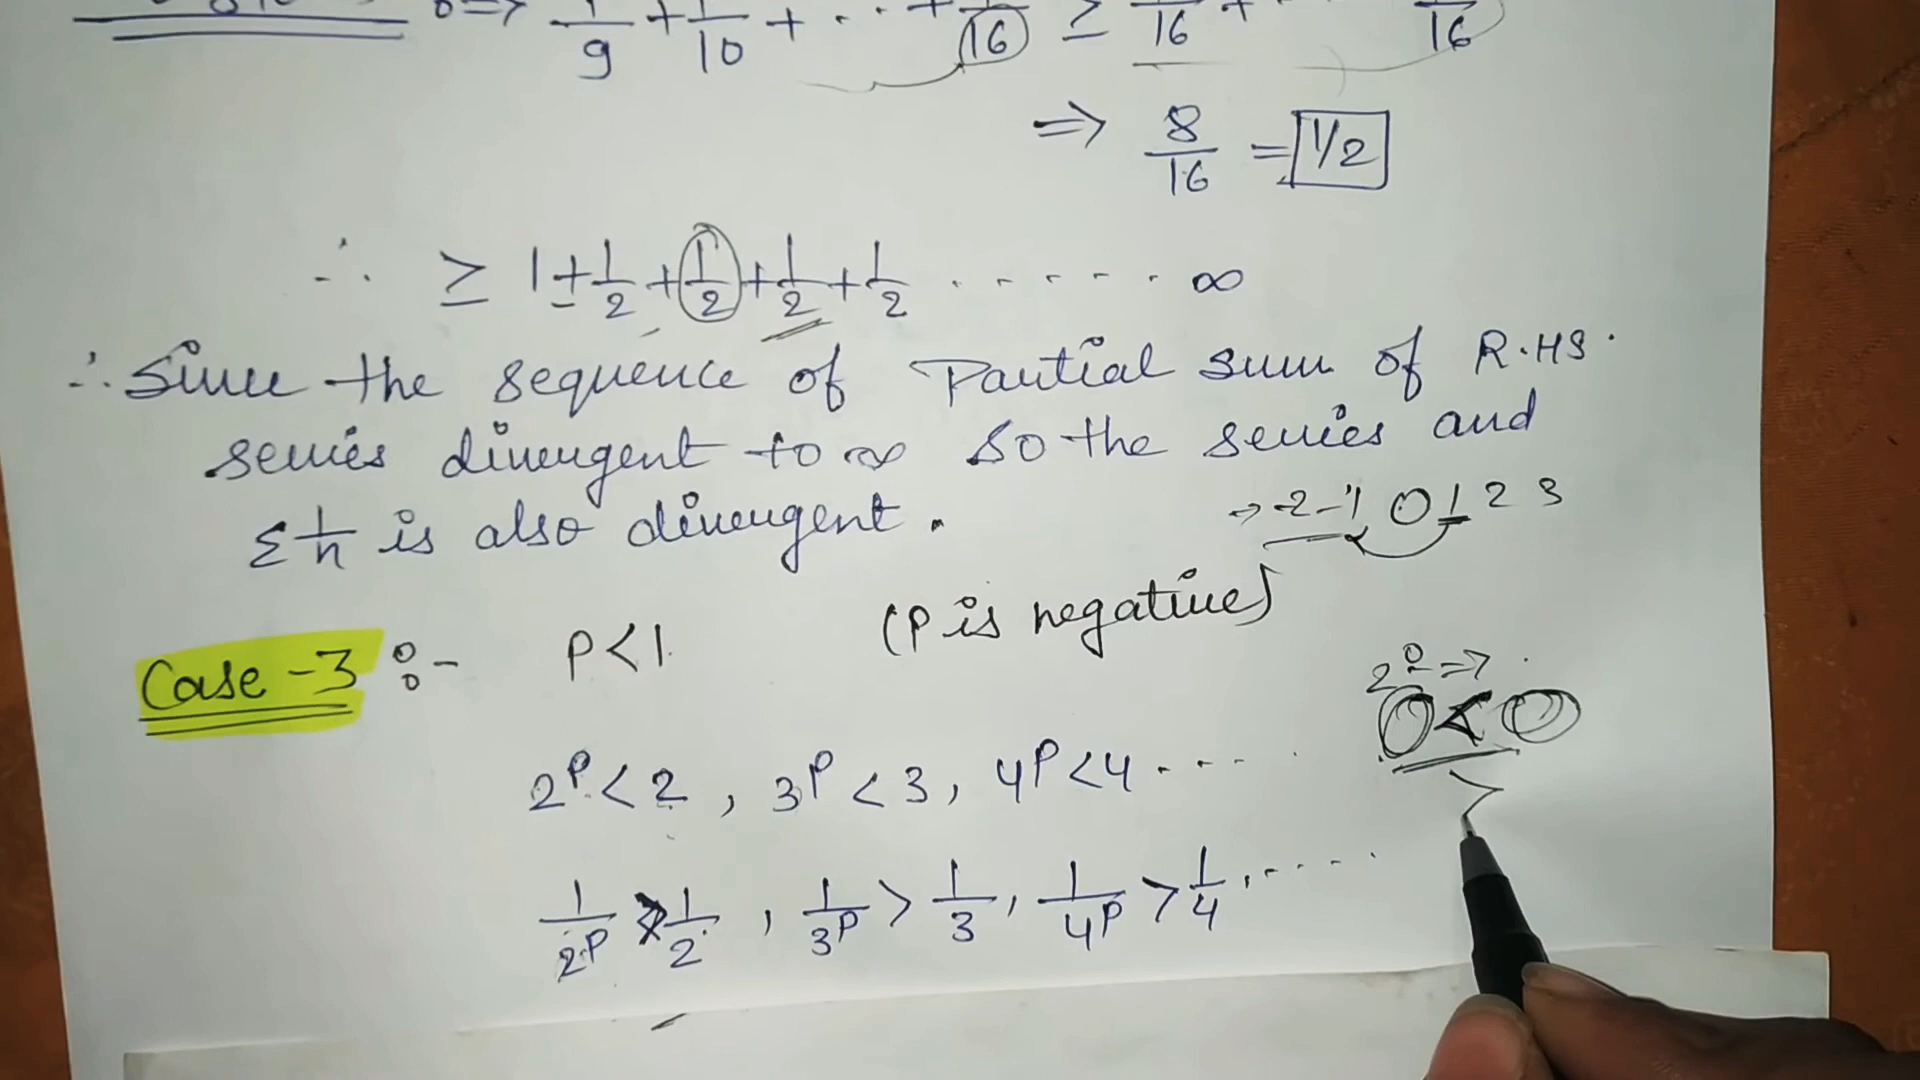 ⇒ 1/9 + 1/10 + ... + 1/16 ≥ 1/16 + ... 1/16
⇒ 8/16 = 1/2
∴ ≥ 1 + 1/2 + 1/2 + 1/2 + 1/2 ...... ∞
∴ Since the sequence of Partial sum of R.HS.
series divergent to ∞ so the series and
Σ 1/n is also divergent.
→ -2 -1 0 1 2 3
Case -3 :- P<1 (P is negative)
2⁰ ⇒
0 < 0
2^P < 2 , 3^P < 3 , 4^P < 4 ....
>
1/2^P > 1/2 , 1/3^P > 1/3 , 1/4^P > 1/4 , ....